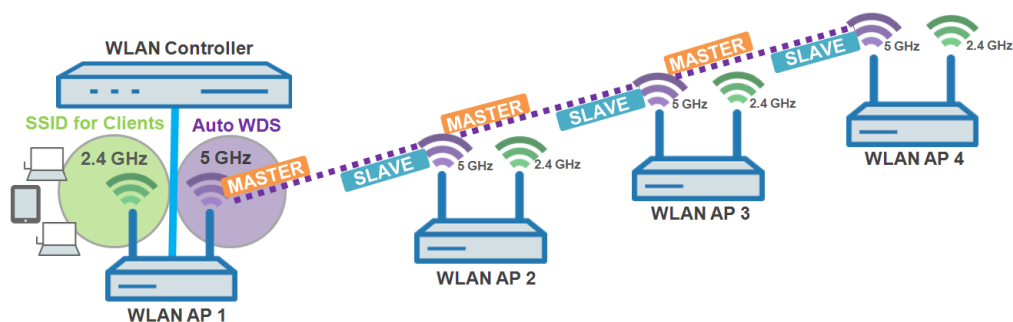 WLAN Controller
SSID for Clients
Auto WDS
2.4 GHz
5 GHz
MASTER
SLAVE
WLAN AP 1
5 GHz
2.4 GHz
MASTER
SLAVE
WLAN AP 2
5 GHz
2.4 GHz
MASTER
SLAVE
WLAN AP 3
5 GHz
2.4 GHz
WLAN AP 4